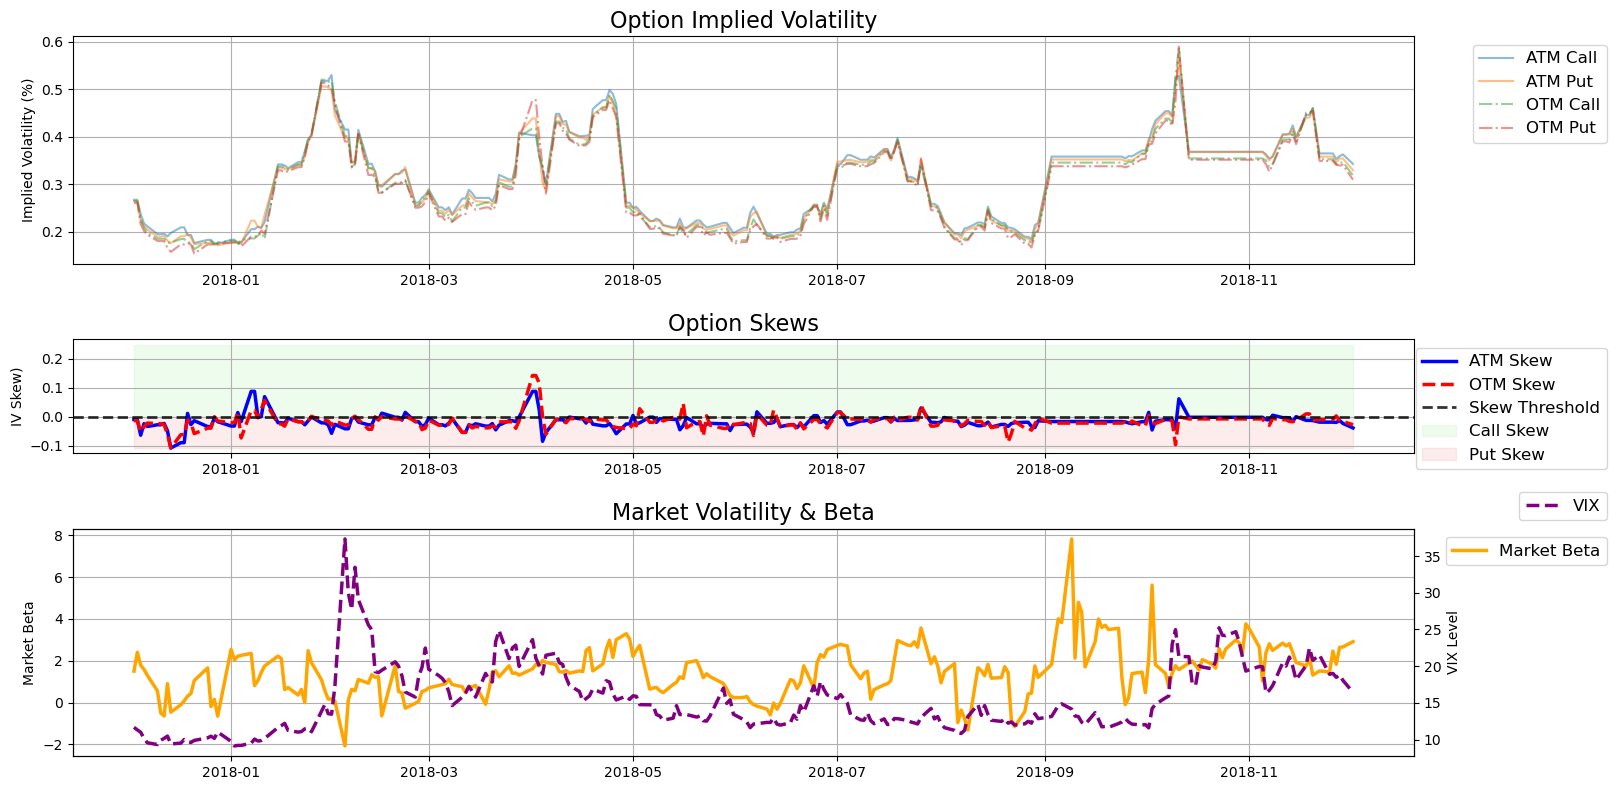 Option Implied Volatility
Implied Volatility (%)
0.6
0.5
0.4
0.3
0.2
2018-01
2018-03
2018-05
2018-07
2018-09
2018-11
ATM Call
ATM Put
OTM Call
OTM Put
Option Skews
IV Skew)
0.2
0.1
0.0
−0.1
2018-01
2018-03
2018-05
2018-07
2018-09
2018-11
ATM Skew
OTM Skew
Skew Threshold
Call Skew
Put Skew
Market Volatility & Beta
Market Beta
8
6
4
2
0
−2
2018-01
2018-03
2018-05
2018-07
2018-09
2018-11
35
30
25
20
15
10
VIX Level
VIX
Market Beta